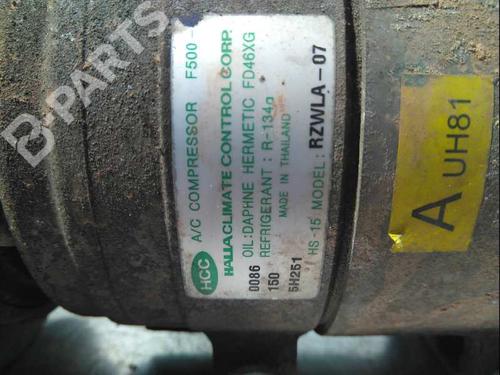 B-PARTS
HCC
A/C COMPRESSOR F500-
HALLA CLIMATE CONTROL CORP.
OIL:DAPHNE HERMETIC FD46XG
REFRIGERANT : R-134a
MADE IN THAILAND
HS-15 MODEL: RZWLA-07
0086
150
5H251
A UH81